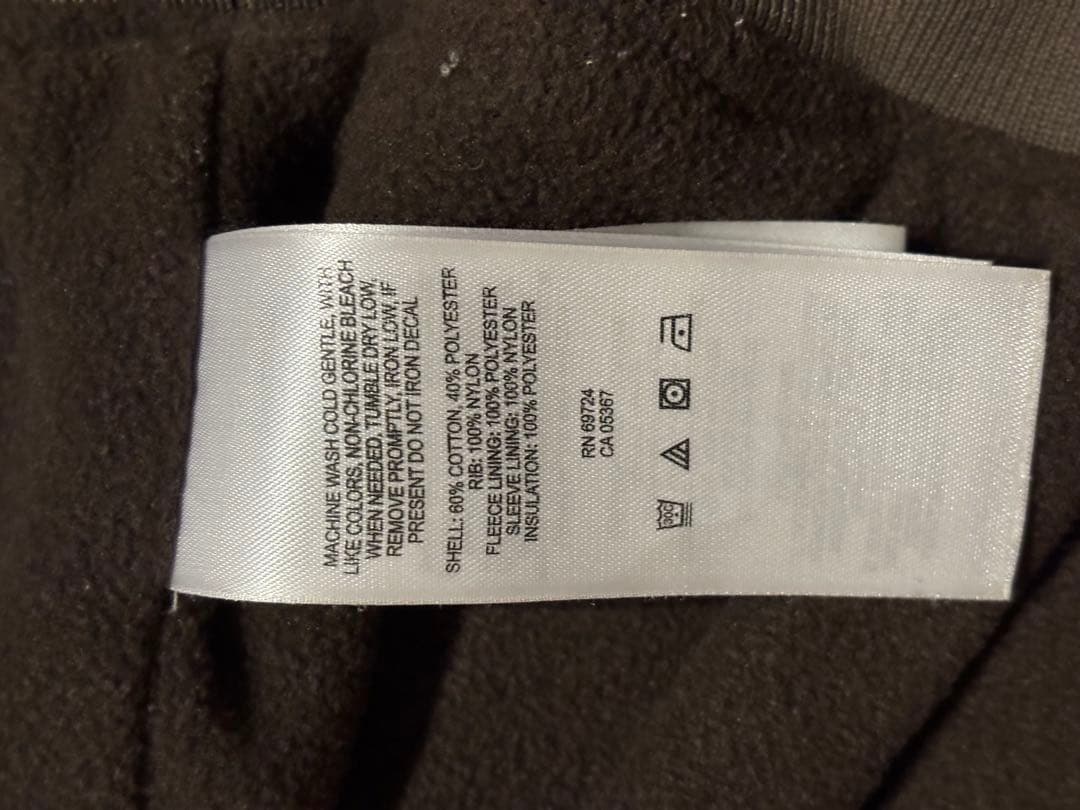 MACHINE WASH COLD GENTLE, WITH
LIKE COLORS, NON-CHLORINE BLEACH
WHEN NEEDED, TUMBLE DRY LOW,
REMOVE PROMPTLY, IRON LOW, IF
PRESENT DO NOT IRON DECAL
SHELL: 60% COTTON, 40% POLYESTER
RIB: 100% NYLON
FLEECE LINING: 100% POLYESTER
SLEEVE LINING: 100% NYLON
INSULATION: 100% POLYESTER
RN 69724
CA 05367
30C